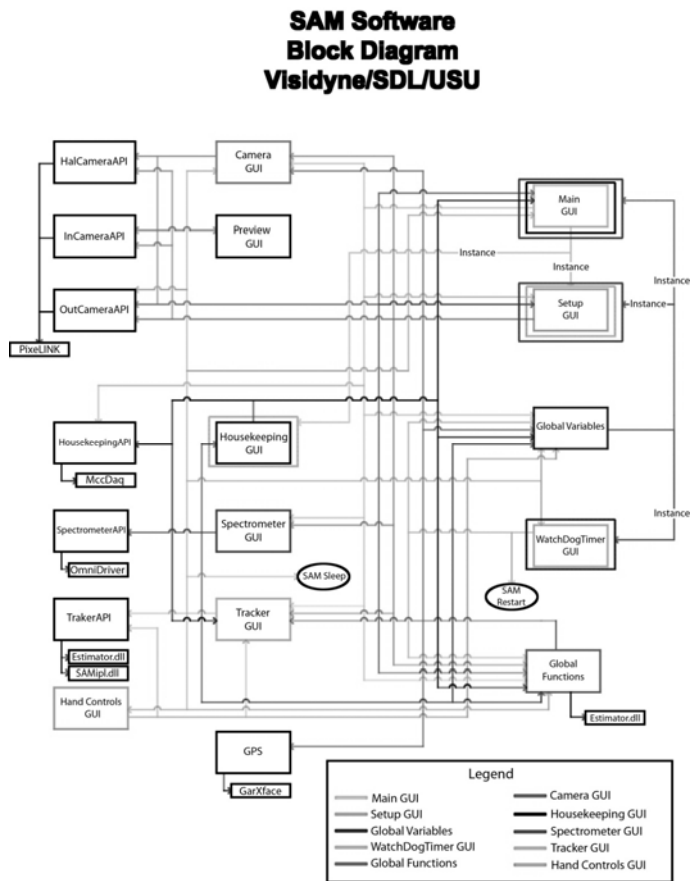 SAM Software
Block Diagram
Visidyne/SDL/USU
HalCameraAPI
Camera
GUI
Main
GUI
InCameraAPI
Preview
GUI
Instance
Instance
Instance
OutCameraAPI
Setup
GUI
Instance
PixeLINK
HousekeepingAPI
Housekeeping
GUI
Global Variables
MccDaq
Instance
SpectrometerAPI
Spectrometer
GUI
WatchDogTimer
GUI
OmniDriver
SAM Sleep
SAM
Restart
TrakerAPI
Tracker
GUI
Estimator.dll
SAMipl.dll
Global
Functions
Hand Controls
GUI
Estimator.dll
GPS
GarXface
Legend
Main GUI
Camera GUI
Setup GUI
Housekeeping GUI
Global Variables
Spectrometer GUI
WatchDogTimer GUI
Tracker GUI
Global Functions
Hand Controls GUI